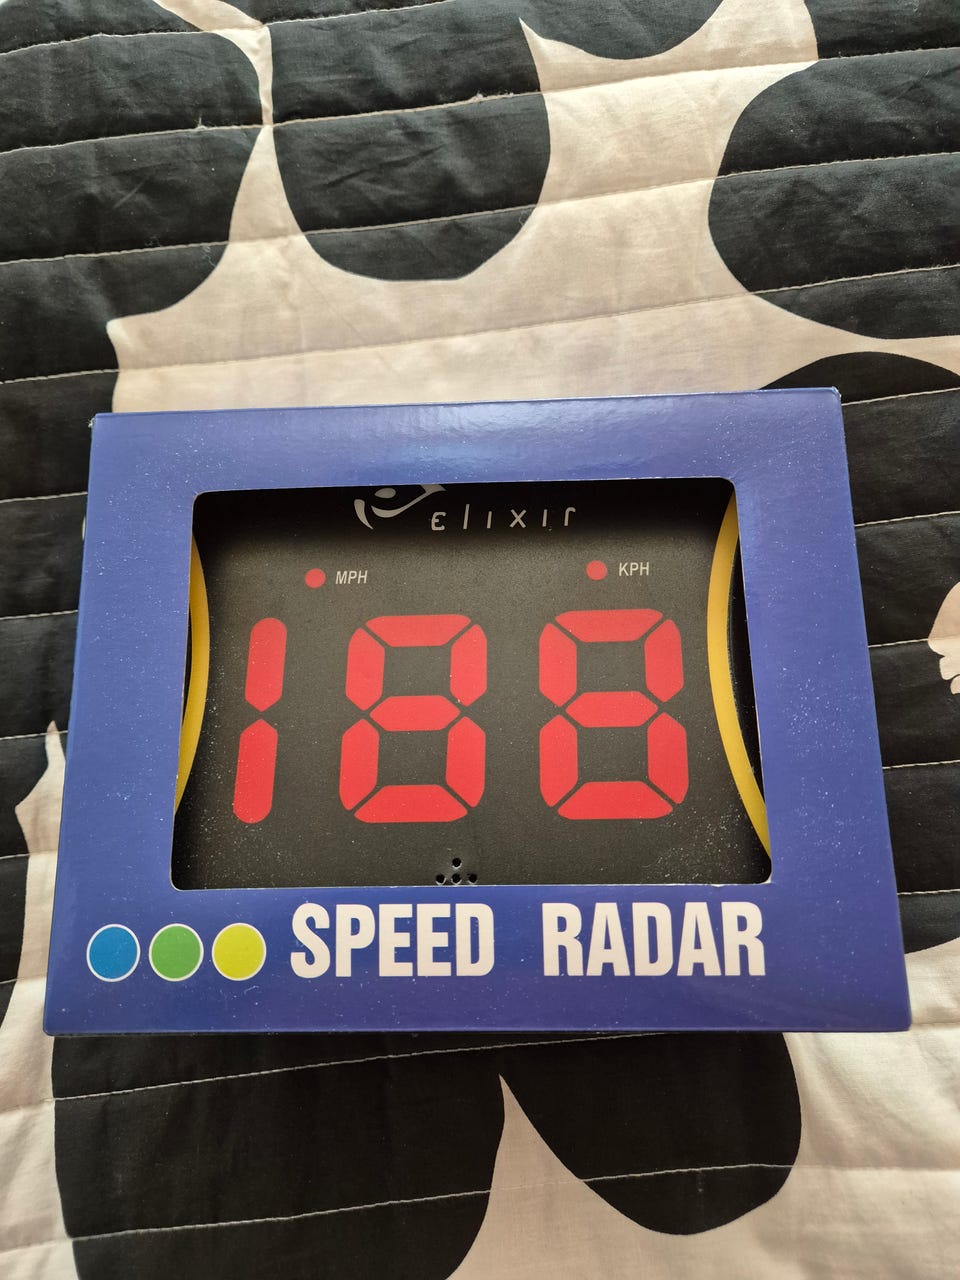 elixir
MPH KPH
188
SPEED RADAR